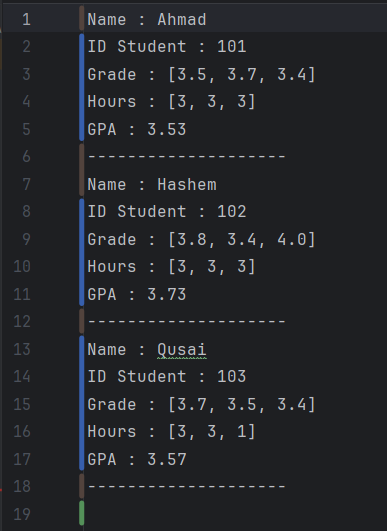 1 Name : Ahmad
2 ID Student : 101
3 Grade : [3.5, 3.7, 3.4]
4 Hours : [3, 3, 3]
5 GPA : 3.53
6 --------------------
7 Name : Hashem
8 ID Student : 102
9 Grade : [3.8, 3.4, 4.0]
10 Hours : [3, 3, 3]
11 GPA : 3.73
12 --------------------
13 Name : Qusai
14 ID Student : 103
15 Grade : [3.7, 3.5, 3.4]
16 Hours : [3, 3, 1]
17 GPA : 3.57
18 --------------------
19